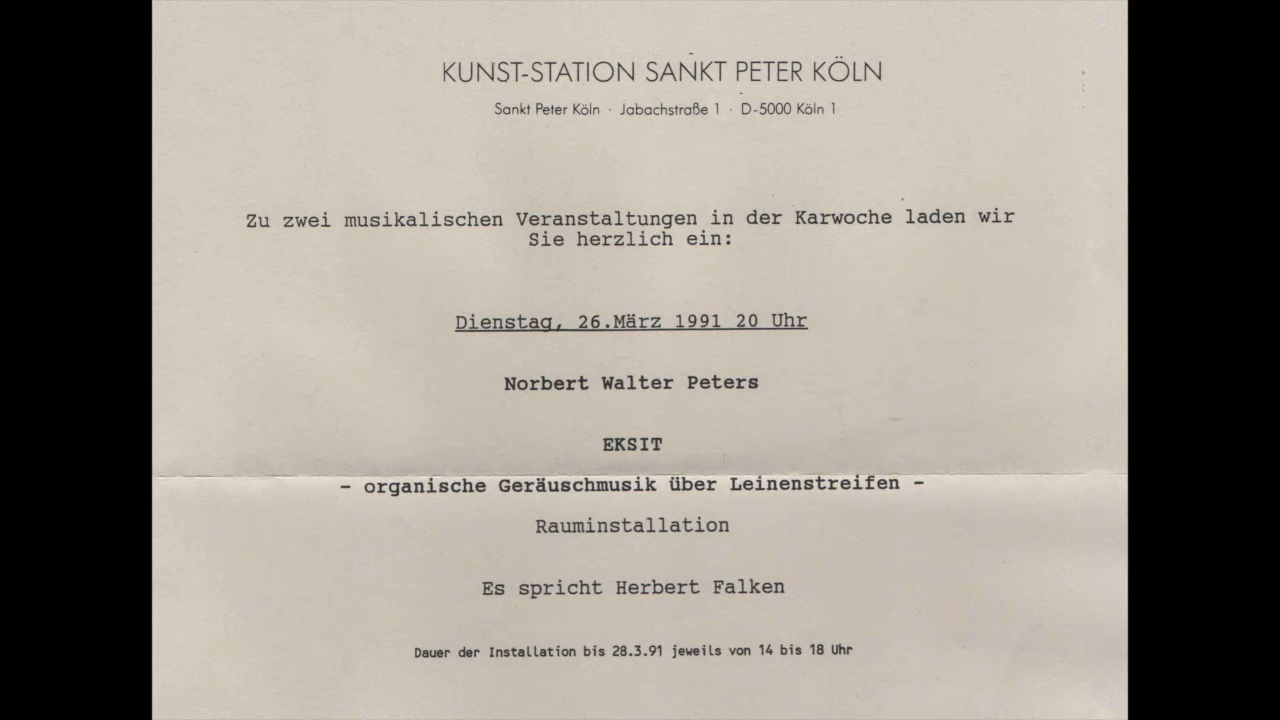 KUNST-STATION SANKT PETER KÖLN
Sankt Peter Köln · Jabachstraße 1 · D-5000 Köln 1
Zu zwei musikalischen Veranstaltungen in der Karwoche laden wir
Sie herzlich ein:
Dienstag, 26.März 1991 20 Uhr
Norbert Walter Peters
EKSIT
- organische Geräuschmusik über Leinenstreifen -
Rauminstallation
Es spricht Herbert Falken
Dauer der Installation bis 28.3.91 jeweils von 14 bis 18 Uhr